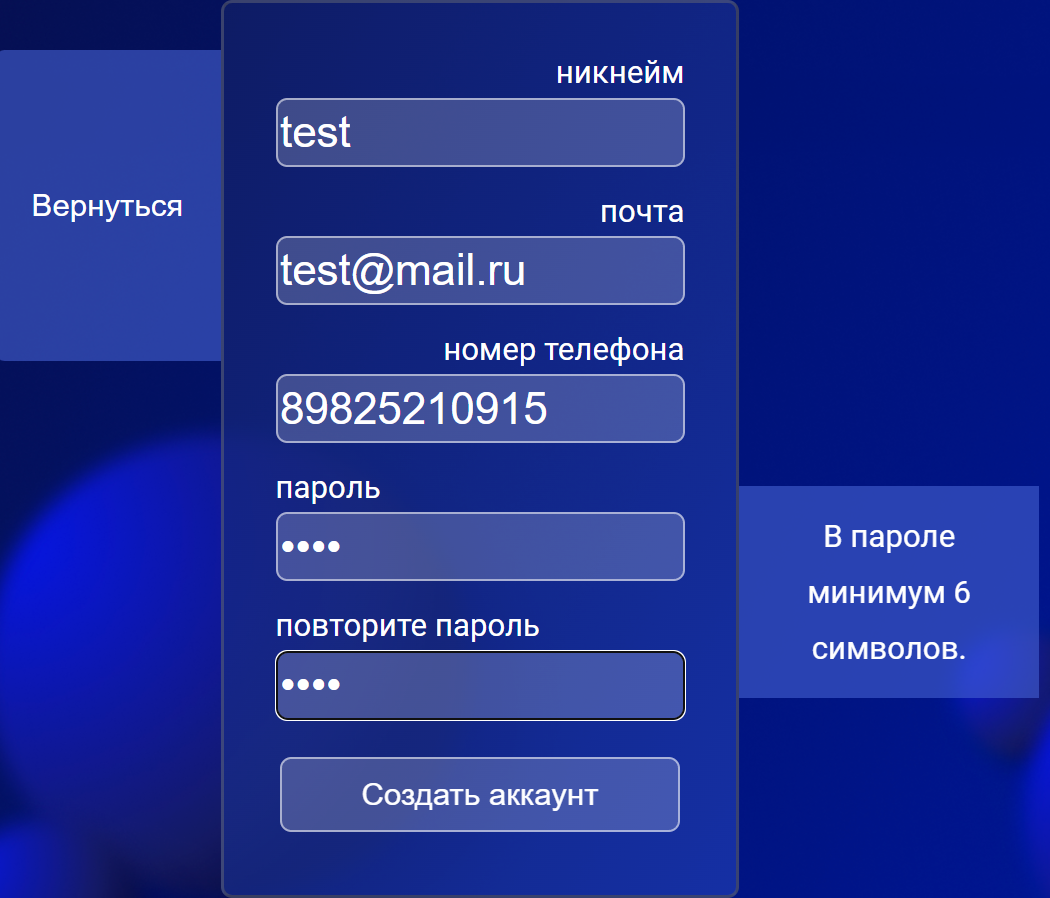 никнейм
test
Вернуться
почта
test@mail.ru
номер телефона
89825210915
пароль
••••
В пароле
минимум 6
символов.
повторите пароль
••••
Создать аккаунт